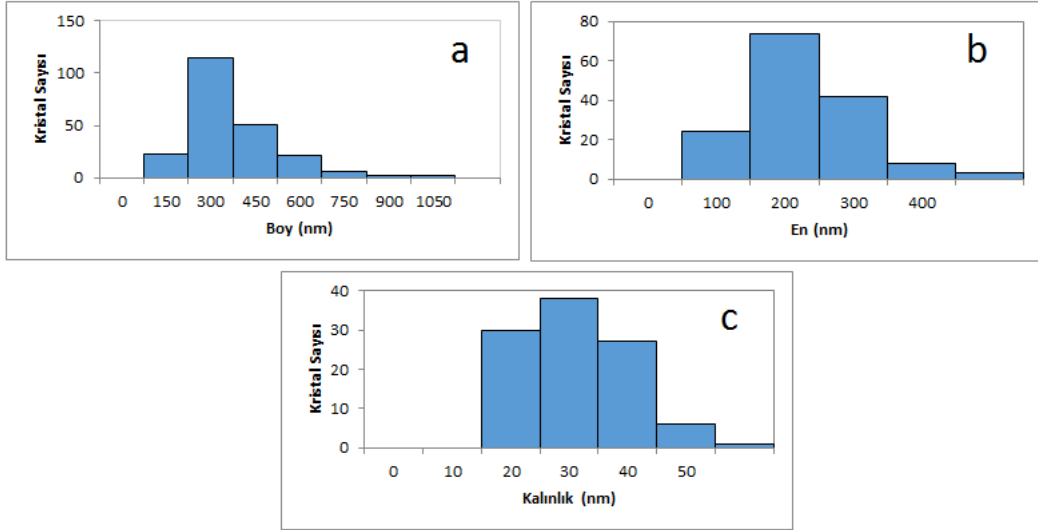 a
Kristal Sayısı
150
100
50
0
0 150 300 450 600 750 900 1050
Boy (nm)
b
Kristal Sayısı
80
60
40
20
0
0 100 200 300 400
En (nm)
c
Kristal Sayısı
40
30
20
10
0
0 10 20 30 40 50
Kalınlık (nm)